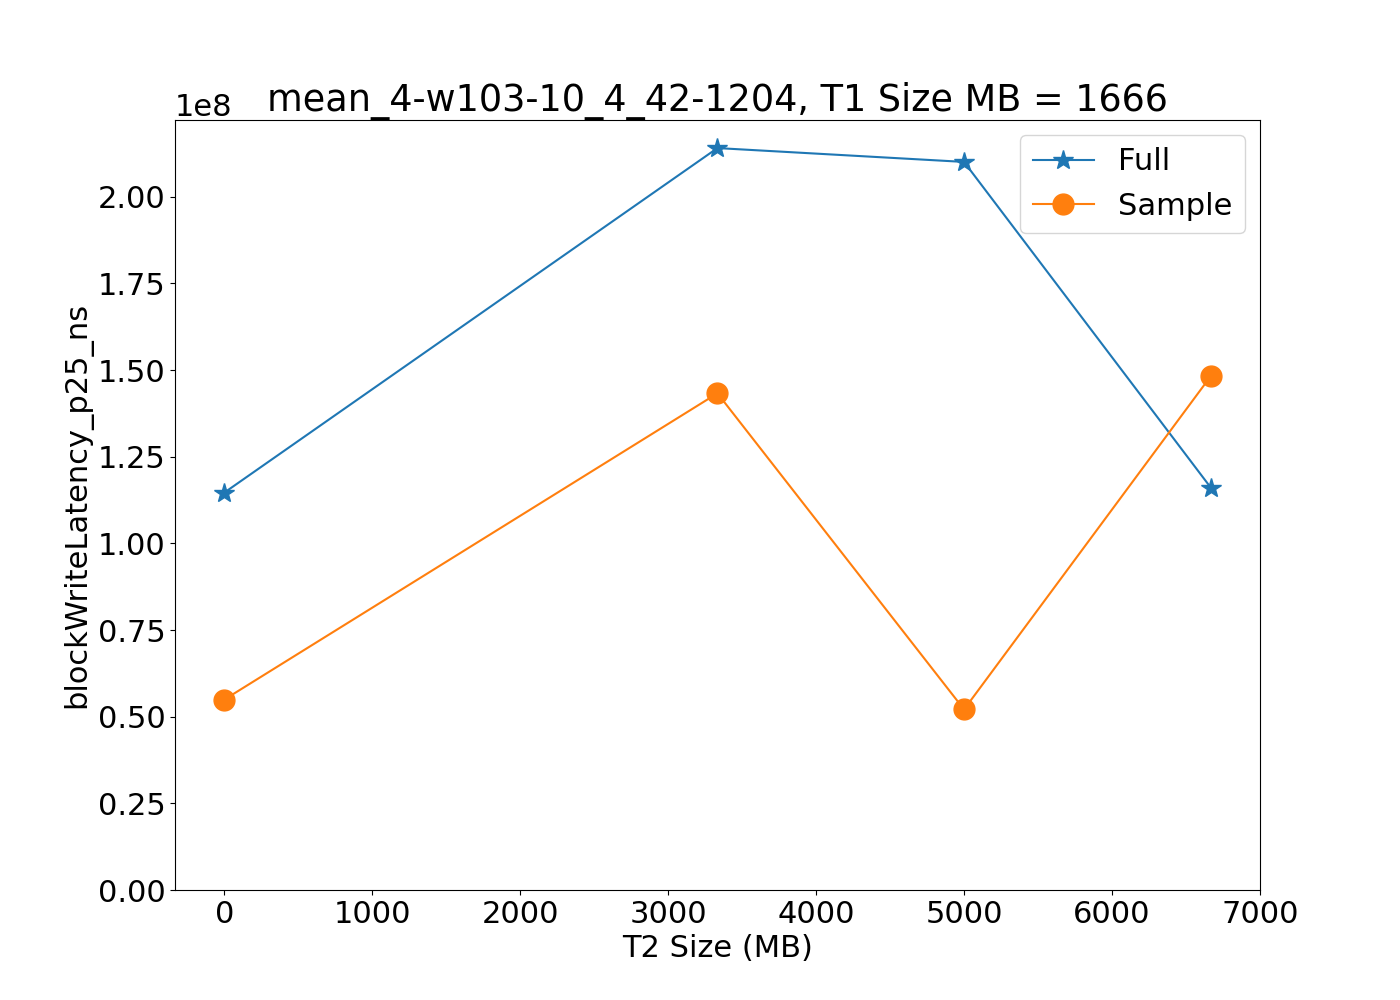 1e8
mean_4-w103-10_4_42-1204, T1 Size MB = 1666
Full
Sample
blockWriteLatency_p25_ns
2.00
1.75
1.50
1.25
1.00
0.75
0.50
0.25
0.00
0 1000 2000 3000 4000 5000 6000 7000
T2 Size (MB)